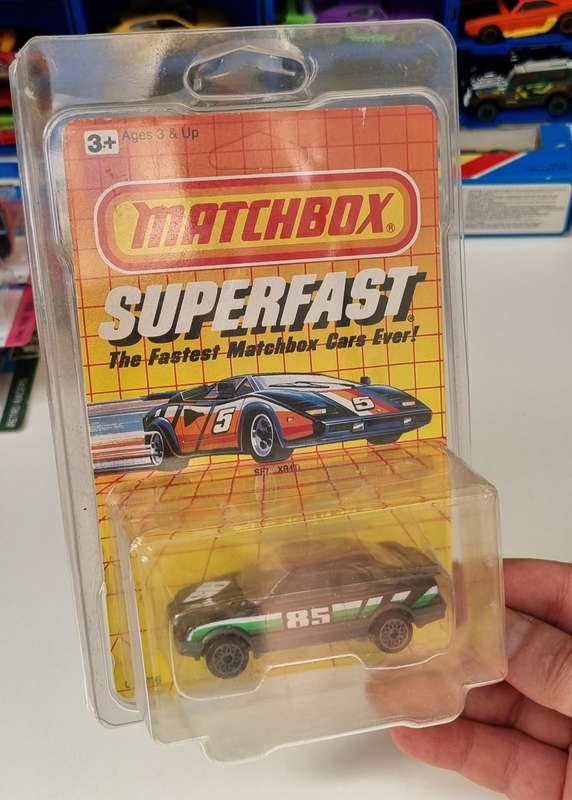 3+ Ages 3 & Up
MATCHBOX®
SUPERFAST®
The Fastest Matchbox Cars Ever!
5 5
85